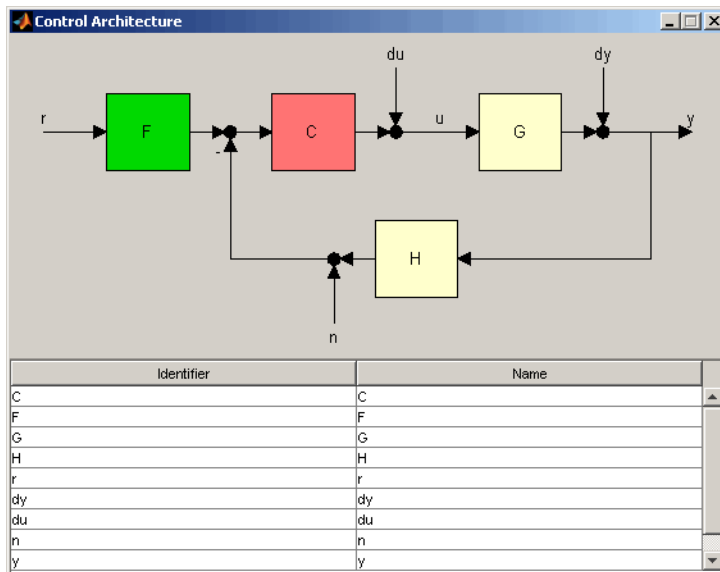 Control Architecture
du
dy
r
F
C
u
G
y
-
H
n
Identifier Name
C C
F F
G G
H H
r r
dy dy
du du
n n
y y